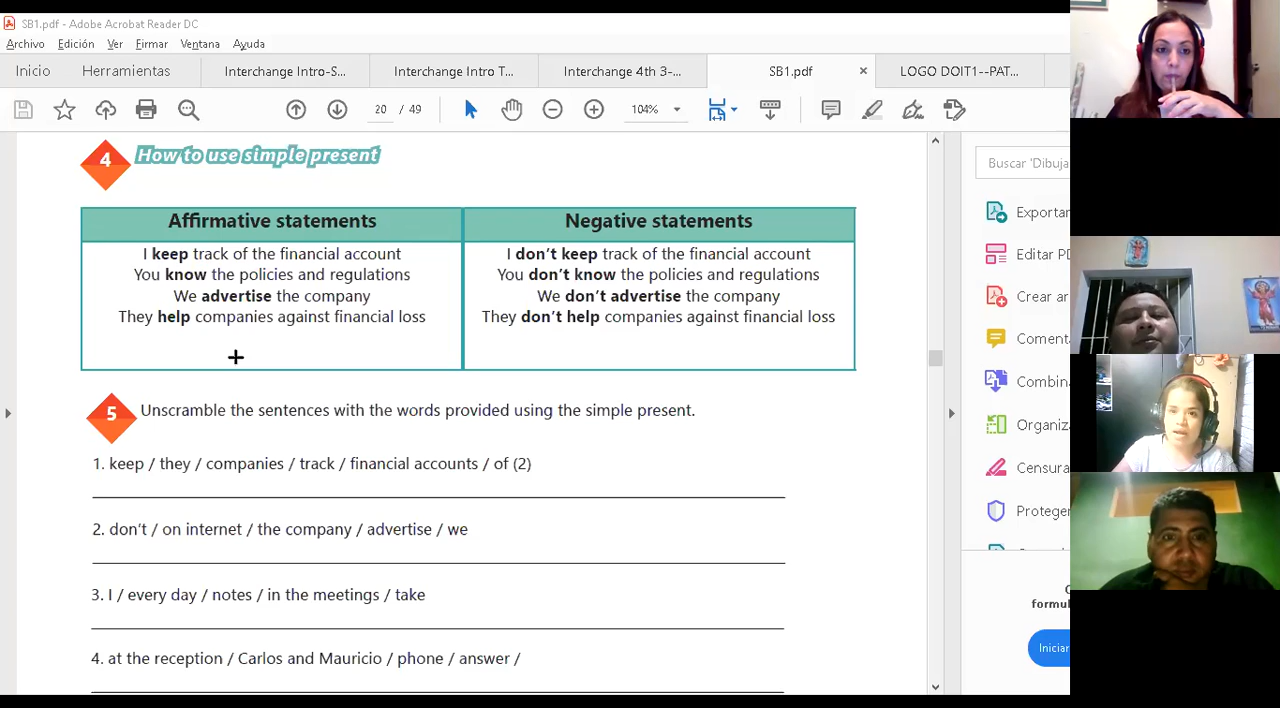 SB1.pdf - Adobe Acrobat Reader DC
Archivo Edición Ver Firmar Ventana Ayuda
Inicio Herramientas Interchange Intro-S... Interchange Intro T... Interchange 4th 3-... SB1.pdf × LOGO DOIT1--PAT...
20 / 49 104%
4 How to use simple present
Buscar 'Dibuja
Affirmative statements Negative statements
I keep track of the financial account I don't keep track of the financial account
You know the policies and regulations You don't know the policies and regulations
We advertise the company We don't advertise the company
They help companies against financial loss They don't help companies against financial loss
5 Unscramble the sentences with the words provided using the simple present.
1. keep / they / companies / track / financial accounts / of (2)
2. don't / on internet / the company / advertise / we
3. I / every day / notes / in the meetings / take
4. at the reception / Carlos and Mauricio / phone / answer /
Exportar
Editar PD
Crear ar
Coment
Combin
Organiz
Censura
Proteger
formul
Iniciar